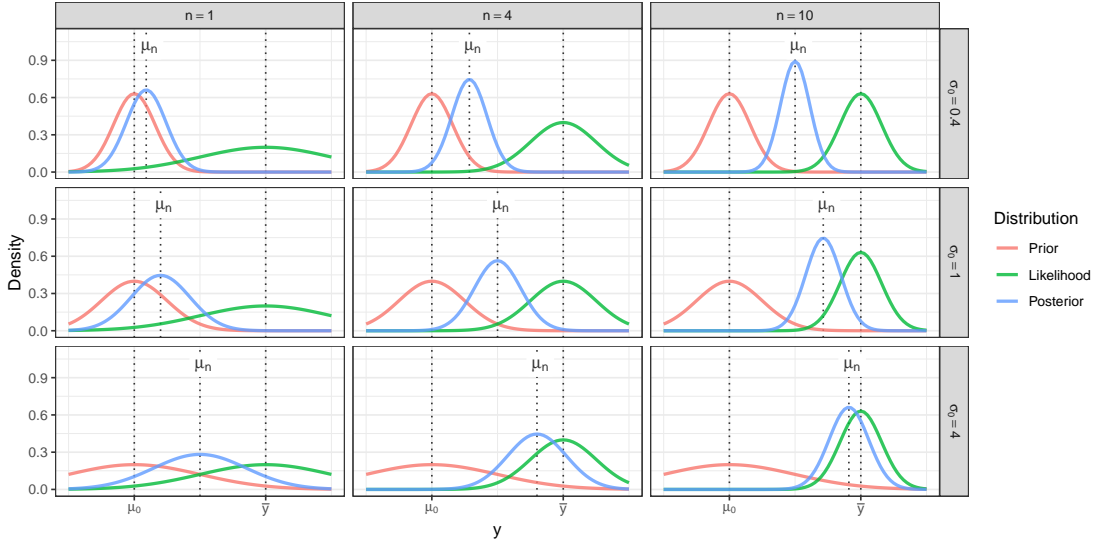 n = 1
n = 4
n = 10
μn
μn
μn
0.9
0.6
0.3
0.0
σ0 = 0.4
μn
μn
μn
0.9
0.6
0.3
0.0
σ0 = 1
μn
μn
μn
0.9
0.6
0.3
0.0
σ0 = 4
μ0
y̅
μ0
y̅
μ0
y̅
Density
y
Distribution
Prior
Likelihood
Posterior